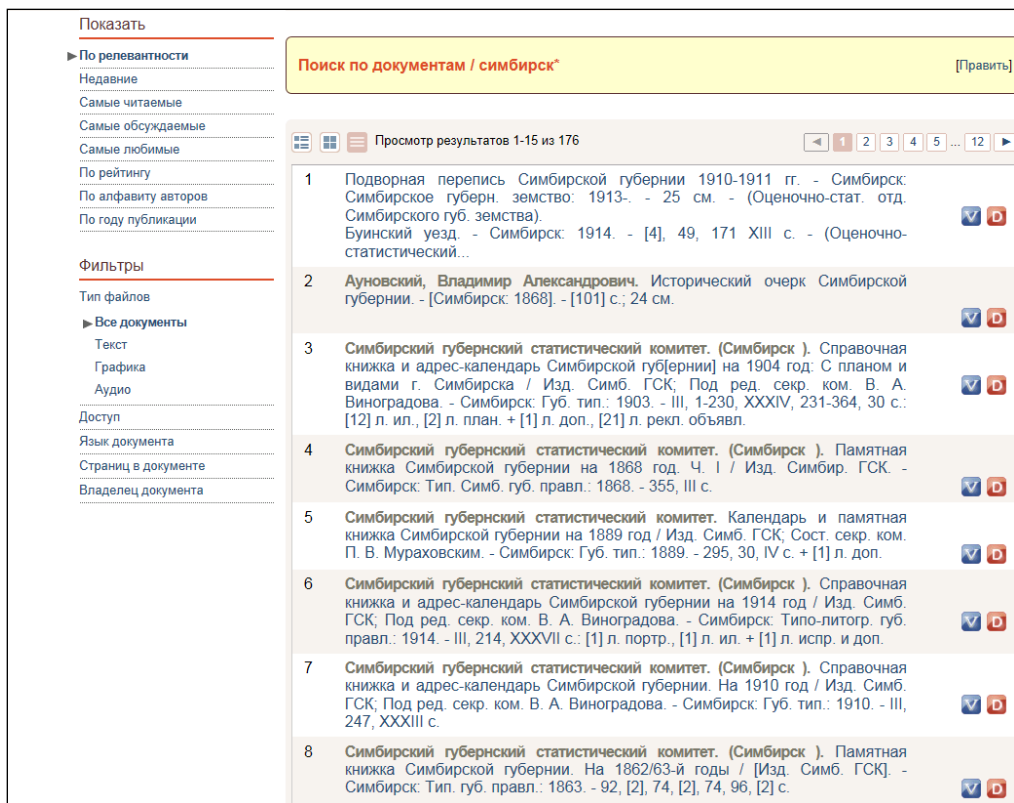 Показать
По релевантности
Недавние
Самые читаемые
Самые обсуждаемые
Самые любимые
По рейтингу
По алфавиту авторов
По году публикации
Фильтры
Тип файлов
Все документы
Текст
Графика
Аудио
Доступ
Язык документа
Страниц в документе
Владелец документа
Поиск по документам / симбирск*
[Править]
Просмотр результатов 1-15 из 176
1 2 3 4 5 ... 12
1 Подворная перепись Симбирской губернии 1910-1911 гг. - Симбирск:
Симбирское губерн. земство: 1913-. - 25 см. - (Оценочно-стат. отд.
Симбирского губ. земства).
Буинский уезд. - Симбирск: 1914. - [4], 49, 171 XIII с. - (Оценочно-
статистический...
V D
2 Ауновский, Владимир Александрович. Исторический очерк Симбирской
губернии. - [Симбирск: 1868]. - [101] с.; 24 см.
V D
3 Симбирский губернский статистический комитет. (Симбирск ). Справочная
книжка и адрес-календарь Симбирской губ[ернии] на 1904 год: С планом и
видами г. Симбирска / Изд. Симб. ГСК; Под ред. секр. ком. В. А.
Виноградова. - Симбирск: Губ. тип.: 1903. - III, 1-230, XXXIV, 231-364, 30 с.:
[12] л. ил., [2] л. план. + [1] л. доп., [21] л. рекл. объявл.
V D
4 Симбирский губернский статистический комитет. (Симбирск ). Памятная
книжка Симбирской губернии на 1868 год. Ч. I / Изд. Симбир. ГСК. -
Симбирск: Тип. Симб. губ. правл.: 1868. - 355, III с.
V D
5 Симбирский губернский статистический комитет. Календарь и памятная
книжка Симбирской губернии на 1889 год / Изд. Симб. ГСК; Сост. секр. ком.
П. В. Мураховским. - Симбирск: Губ. тип.: 1889. - 295, 30, IV с. + [1] л. доп.
V D
6 Симбирский губернский статистический комитет. (Симбирск ). Справочная
книжка и адрес-календарь Симбирской губернии на 1914 год / Изд. Симб.
ГСК; Под ред. секр. ком. В. А. Виноградова. - Симбирск: Типо-литогр. губ.
правл.: 1914. - III, 214, XXXVII с.: [1] л. портр., [1] л. ил. + [1] л. испр. и доп.
V D
7 Симбирский губернский статистический комитет. (Симбирск ). Справочная
книжка и адрес-календарь Симбирской губернии. На 1910 год / Изд. Симб.
ГСК; Под ред. секр. ком. В. А. Виноградова. - Симбирск: Губ. тип.: 1910. - III,
247, XXXIII с.
V D
8 Симбирский губернский статистический комитет. (Симбирск ). Памятная
книжка Симбирской губернии. На 1862/63-й годы / [Изд. Симб. ГСК]. -
Симбирск: Тип. губ. правл.: 1863. - 92, [2], 74, [2], 74, 96, [2] с.
V D